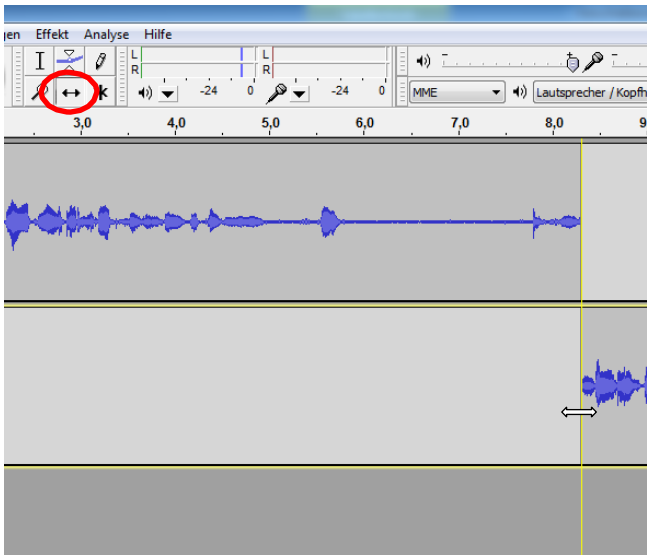 gen Effekt Analyse Hilfe
L
R
L
R
-24 0
-24 0
MME
Lautsprecher / Kopfh
3,0 4,0 5,0 6,0 7,0 8,0 9